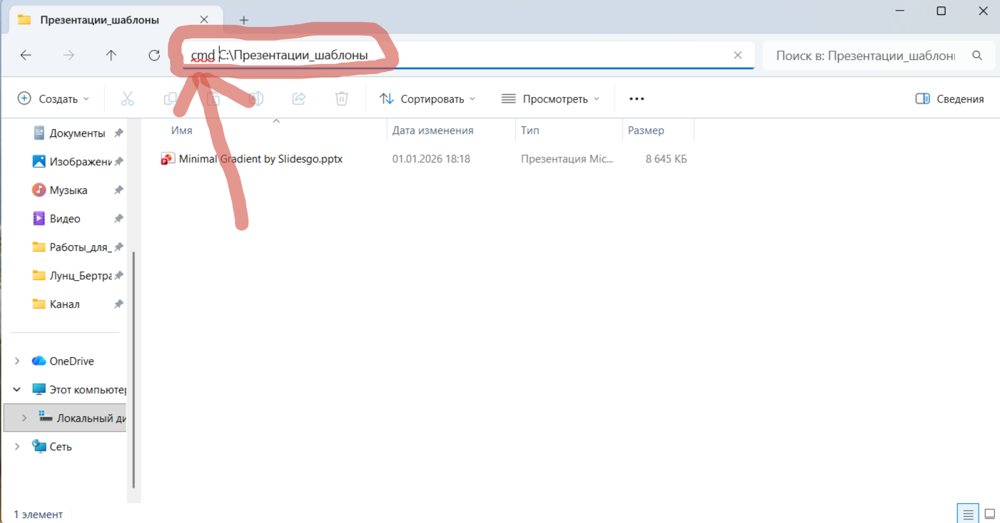 Презентации_шаблоны
cmd C:\Презентации_шаблоны
Поиск в: Презентации_шаблоны
Создать
Сортировать
Просмотреть
Сведения
Имя
Дата изменения
Тип
Размер
Minimal Gradient by Slidesgo.pptx
01.01.2026 18:18
Презентация Mic...
8 645 КБ
Документы
Изображени
Музыка
Видео
Работы_для_
Лунц_Бертра
Канал
OneDrive
Этот компьютер
Локальный ди
Сеть
1 элемент